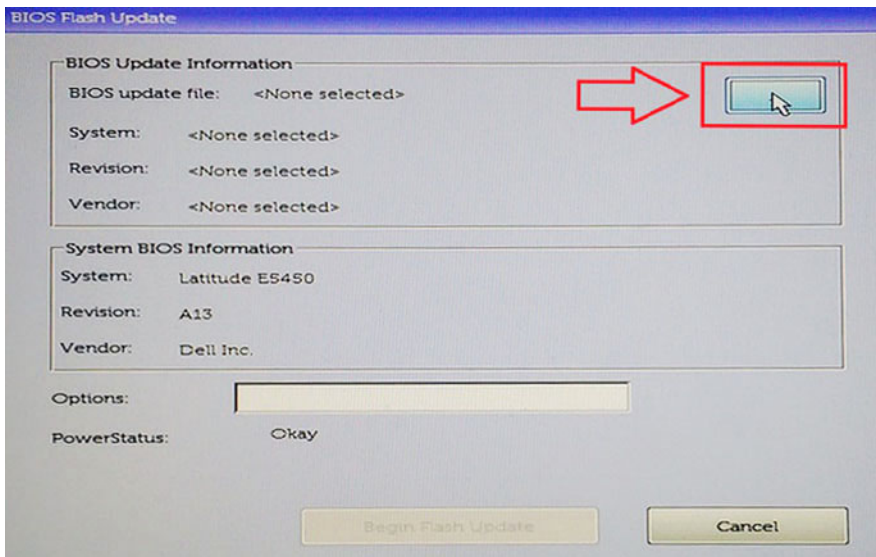 BIOS Flash Update
BIOS Update Information
BIOS update file: <None selected>
System: <None selected>
Revision: <None selected>
Vendor: <None selected>
System BIOS Information
System: Latitude E5450
Revision: A13
Vendor: Dell Inc.
Options:
PowerStatus: Okay
Begin Flash Update
Cancel